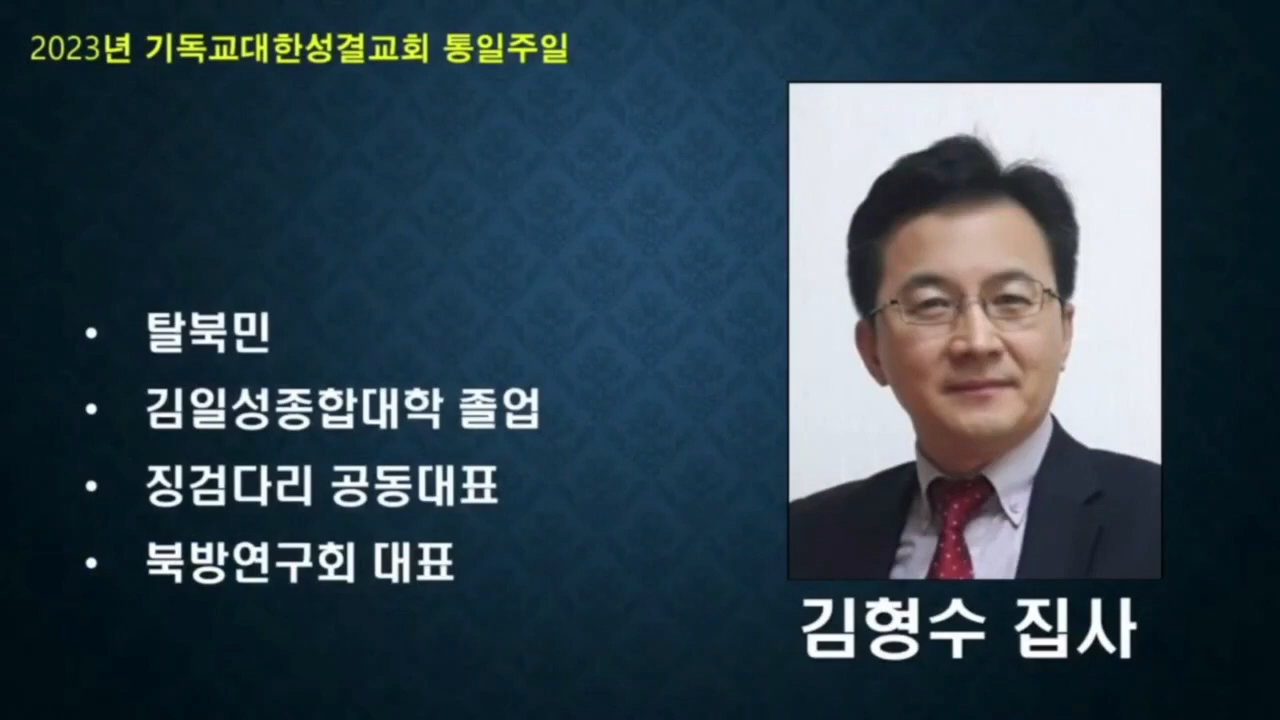 2023년 기독교대한성결교회 통일주일
• 탈북민
• 김일성종합대학 졸업
• 징검다리 공동대표
• 북방연구회 대표
김형수 집사